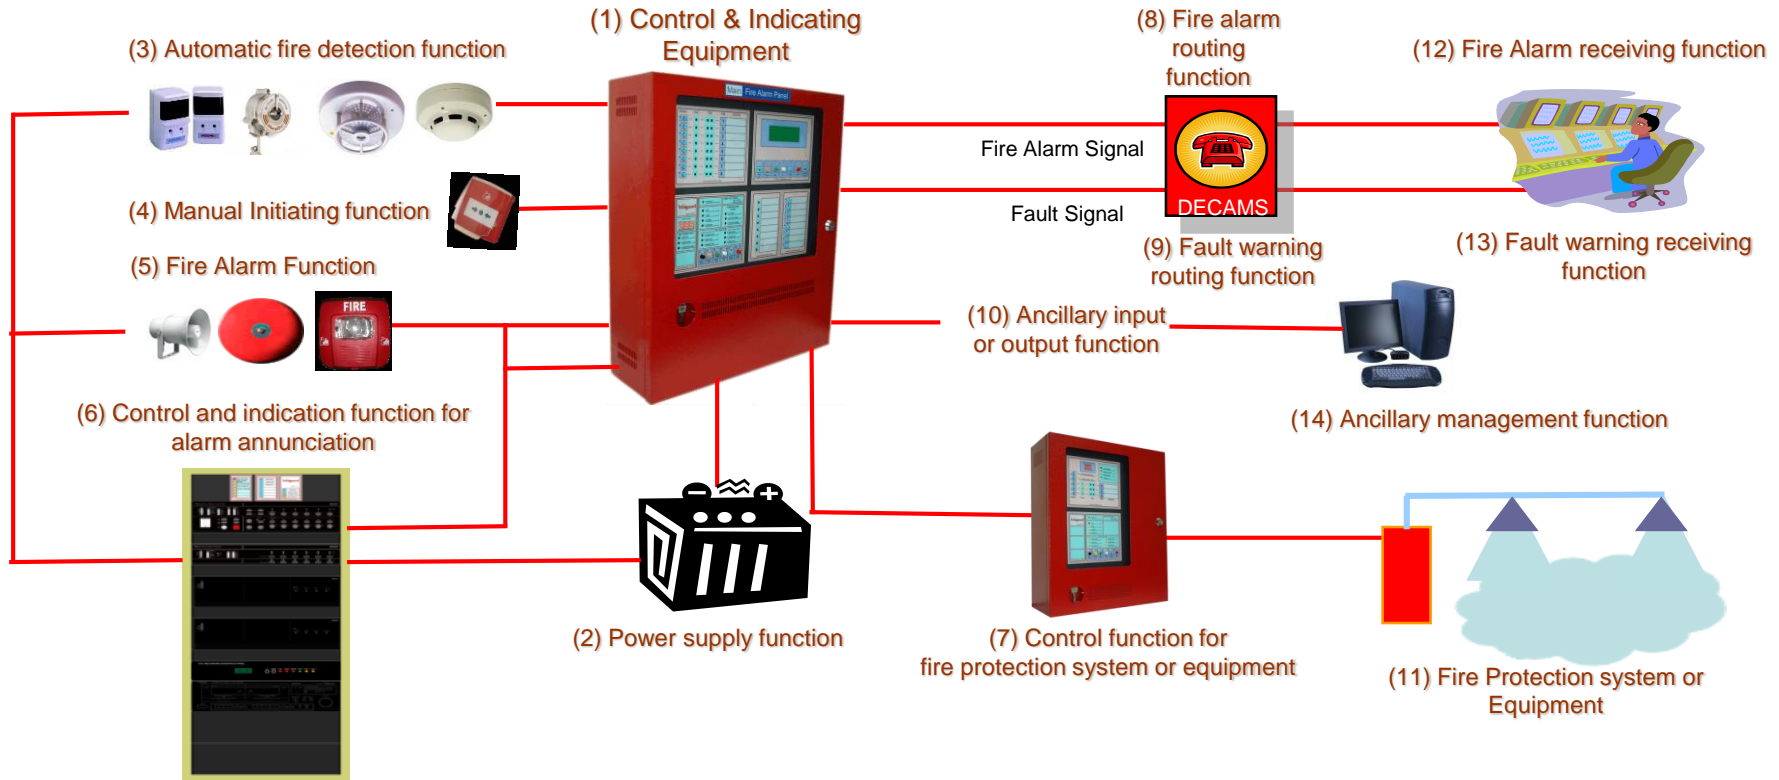 (1) Control & Indicating
Equipment
(8) Fire alarm
routing
function
(3) Automatic fire detection function
(12) Fire Alarm receiving function
Main Fire Alarm Panel
Fire Alarm Signal
(4) Manual Initiating function
Fault Signal
DECAMS
(9) Fault warning
routing function
(13) Fault warning receiving
function
(5) Fire Alarm Function
FIRE
(10) Ancillary input
or output function
(6) Control and indication function for
alarm annunciation
(14) Ancillary management function
(2) Power supply function
(7) Control function for
fire protection system or equipment
(11) Fire Protection system or
Equipment